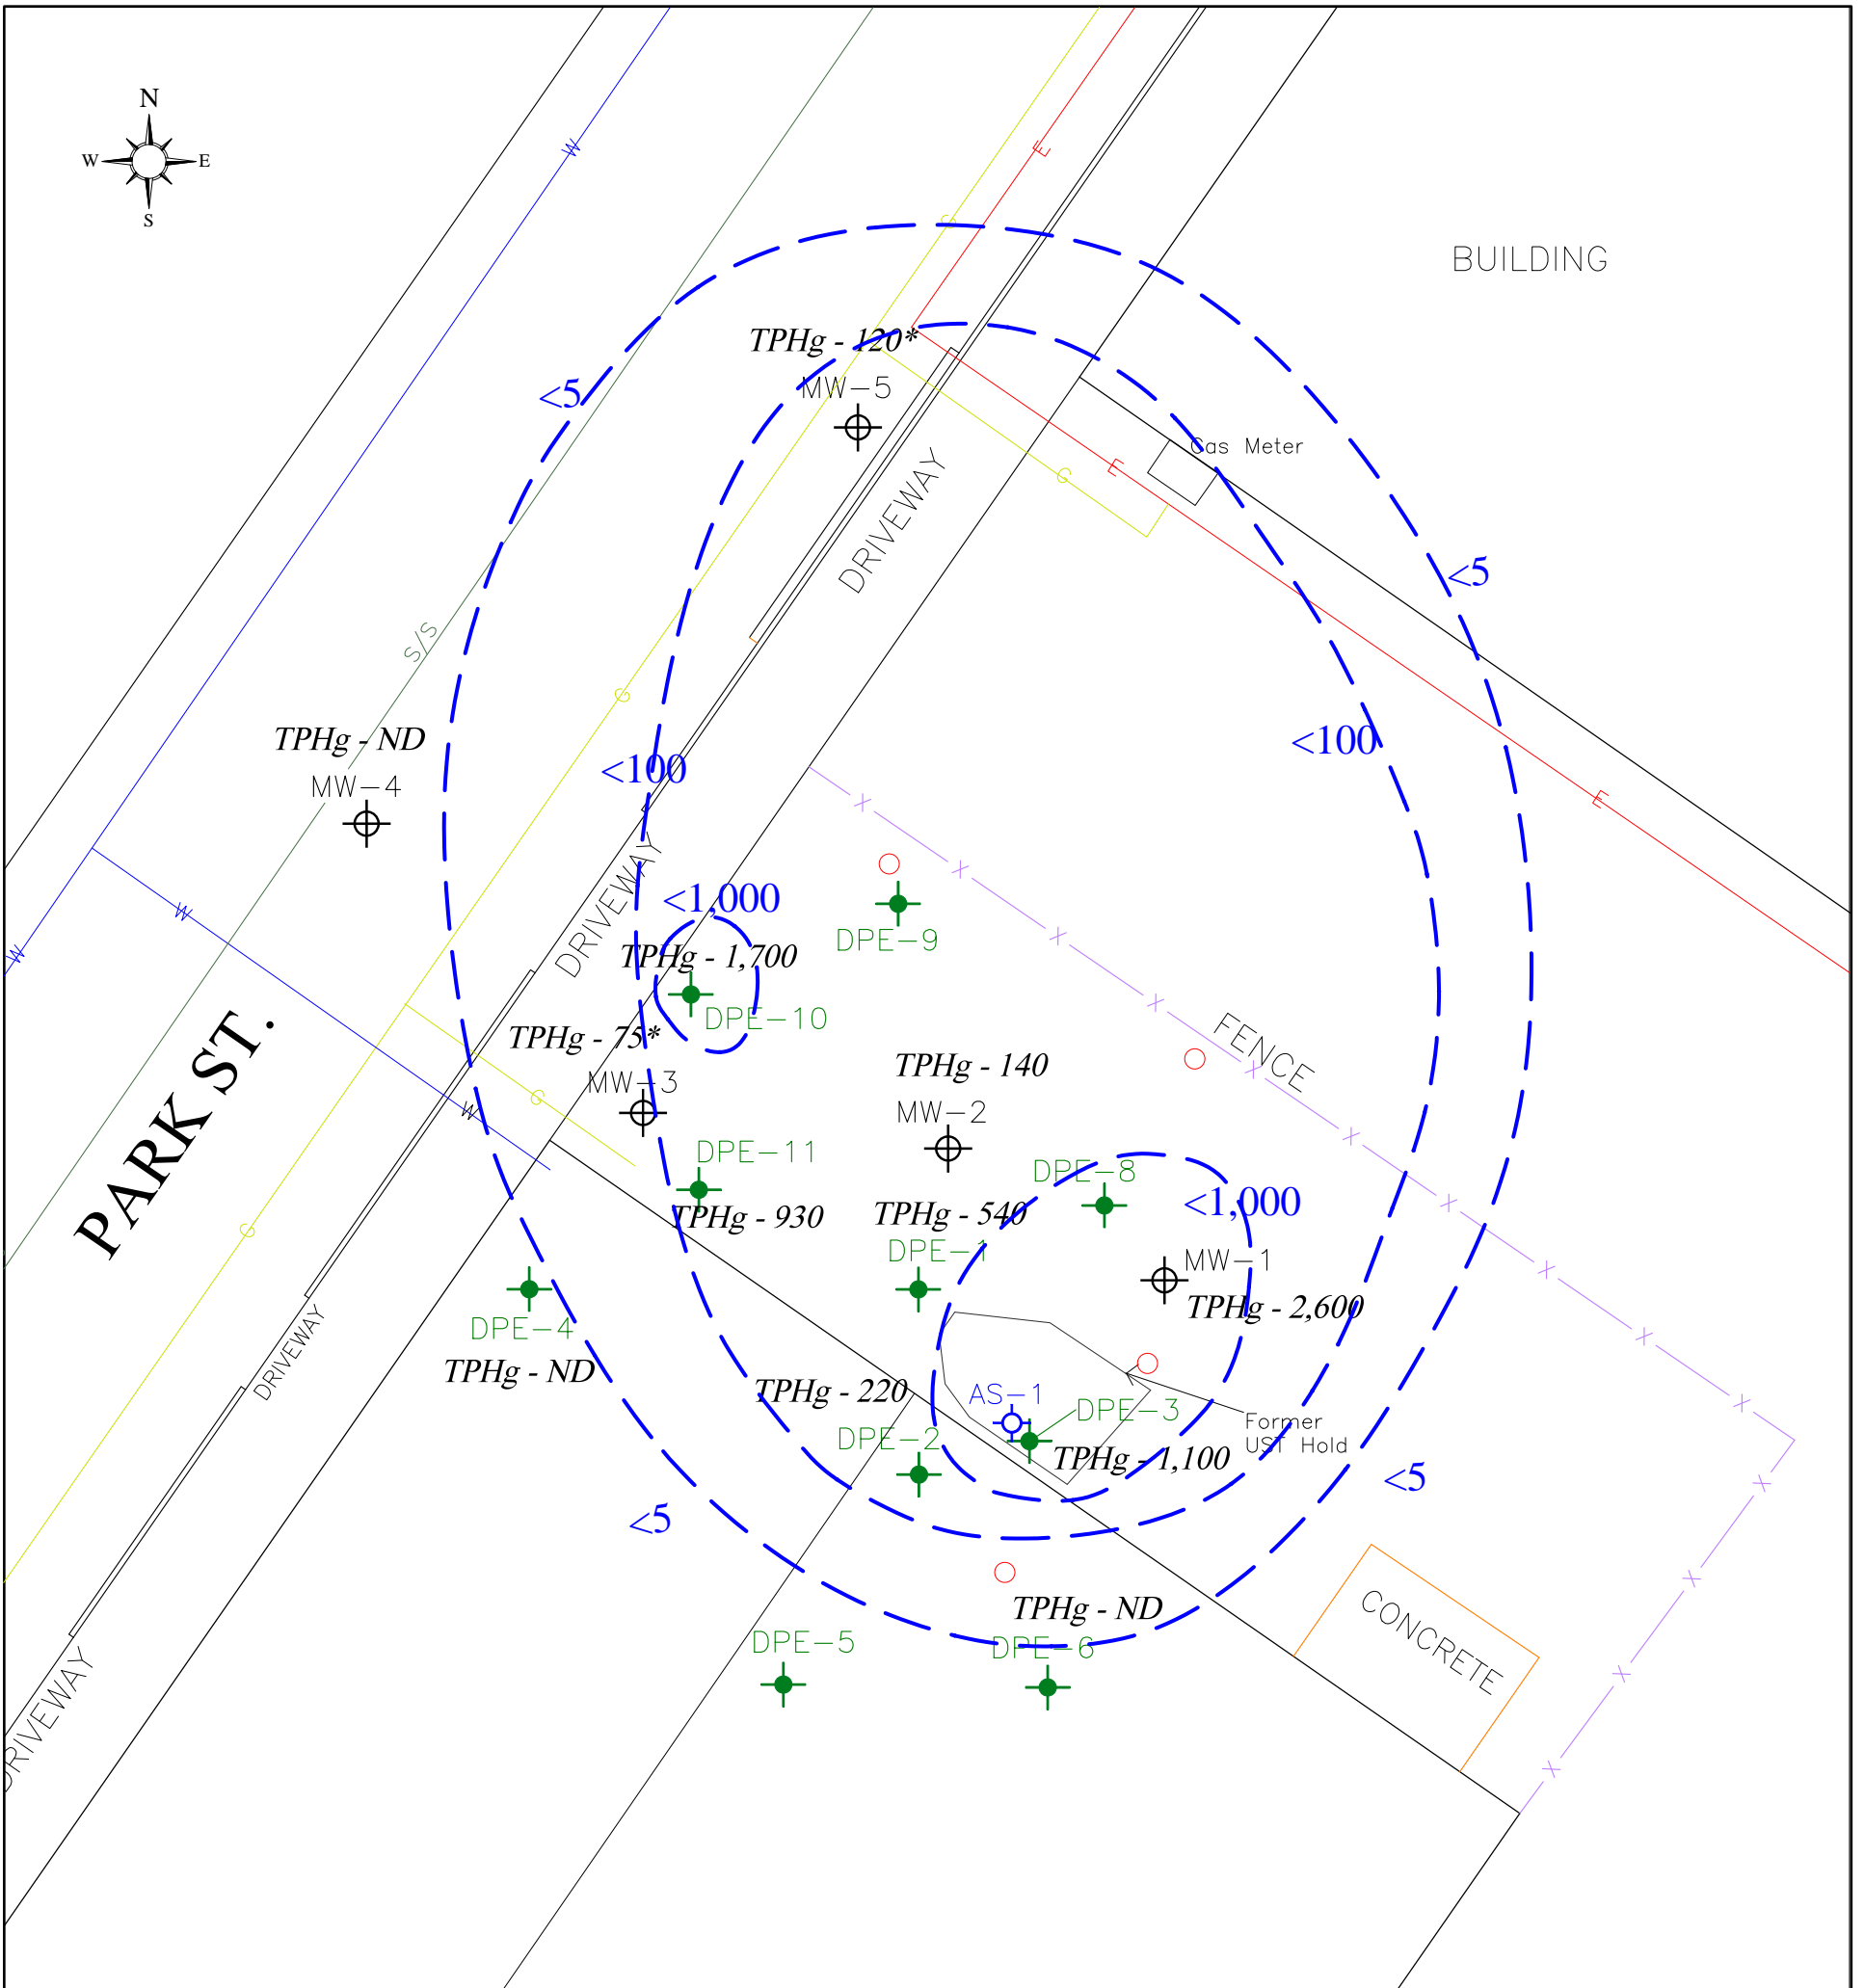 N
W
E
S
W
E
G
BUILDING
TPHg - 120*
MW-5
<5
Gas Meter
E
G
DRIVEWAY
<5
S/S
G
TPHg - ND
MW-4
<100
<100
E
X
X
DRIVEWAY
<1,000
W
W
DPE-9
X
TPHg - 1,700
DPE-10
X
FENCE
PARK ST.
TPHg - 75*
MW-3
G
W
TPHg - 140
MW-2
X
X
DPE-11
TPHg - 930
DPE-8
<1,000
X
TPHg - 540
DPE-1
G
MW-1
TPHg - 2,600
X
X
DPE-4
TPHg - ND
DRIVEWAY
TPHg - 220
AS-1
DPE-3
X
Former
UST Hold
DPE-2
TPHg - 1,100
<5
X
<5
X
TPHg - ND
CONCRETE
DPE-5
DPE-6
X
DRIVEWAY
X